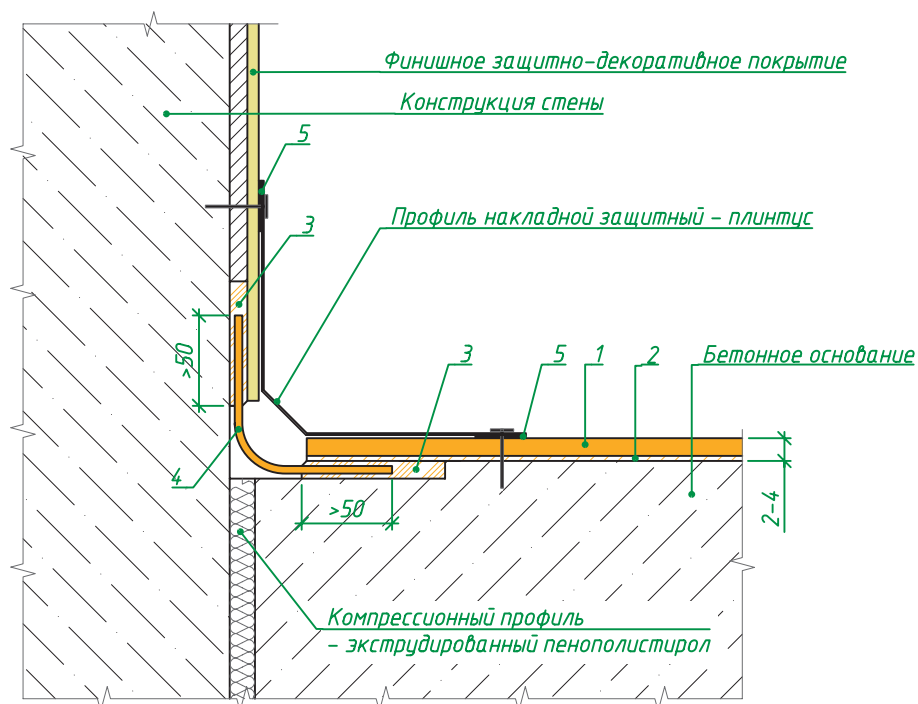 Финишное защитно-декоративное покрытие
Конструкция стены
5
Профиль накладной защитный - плинтус
3
>50
3
5
1
2
Бетонное основание
4
>50
2-4
Компрессионный профиль
- экструдированный пенополистирол